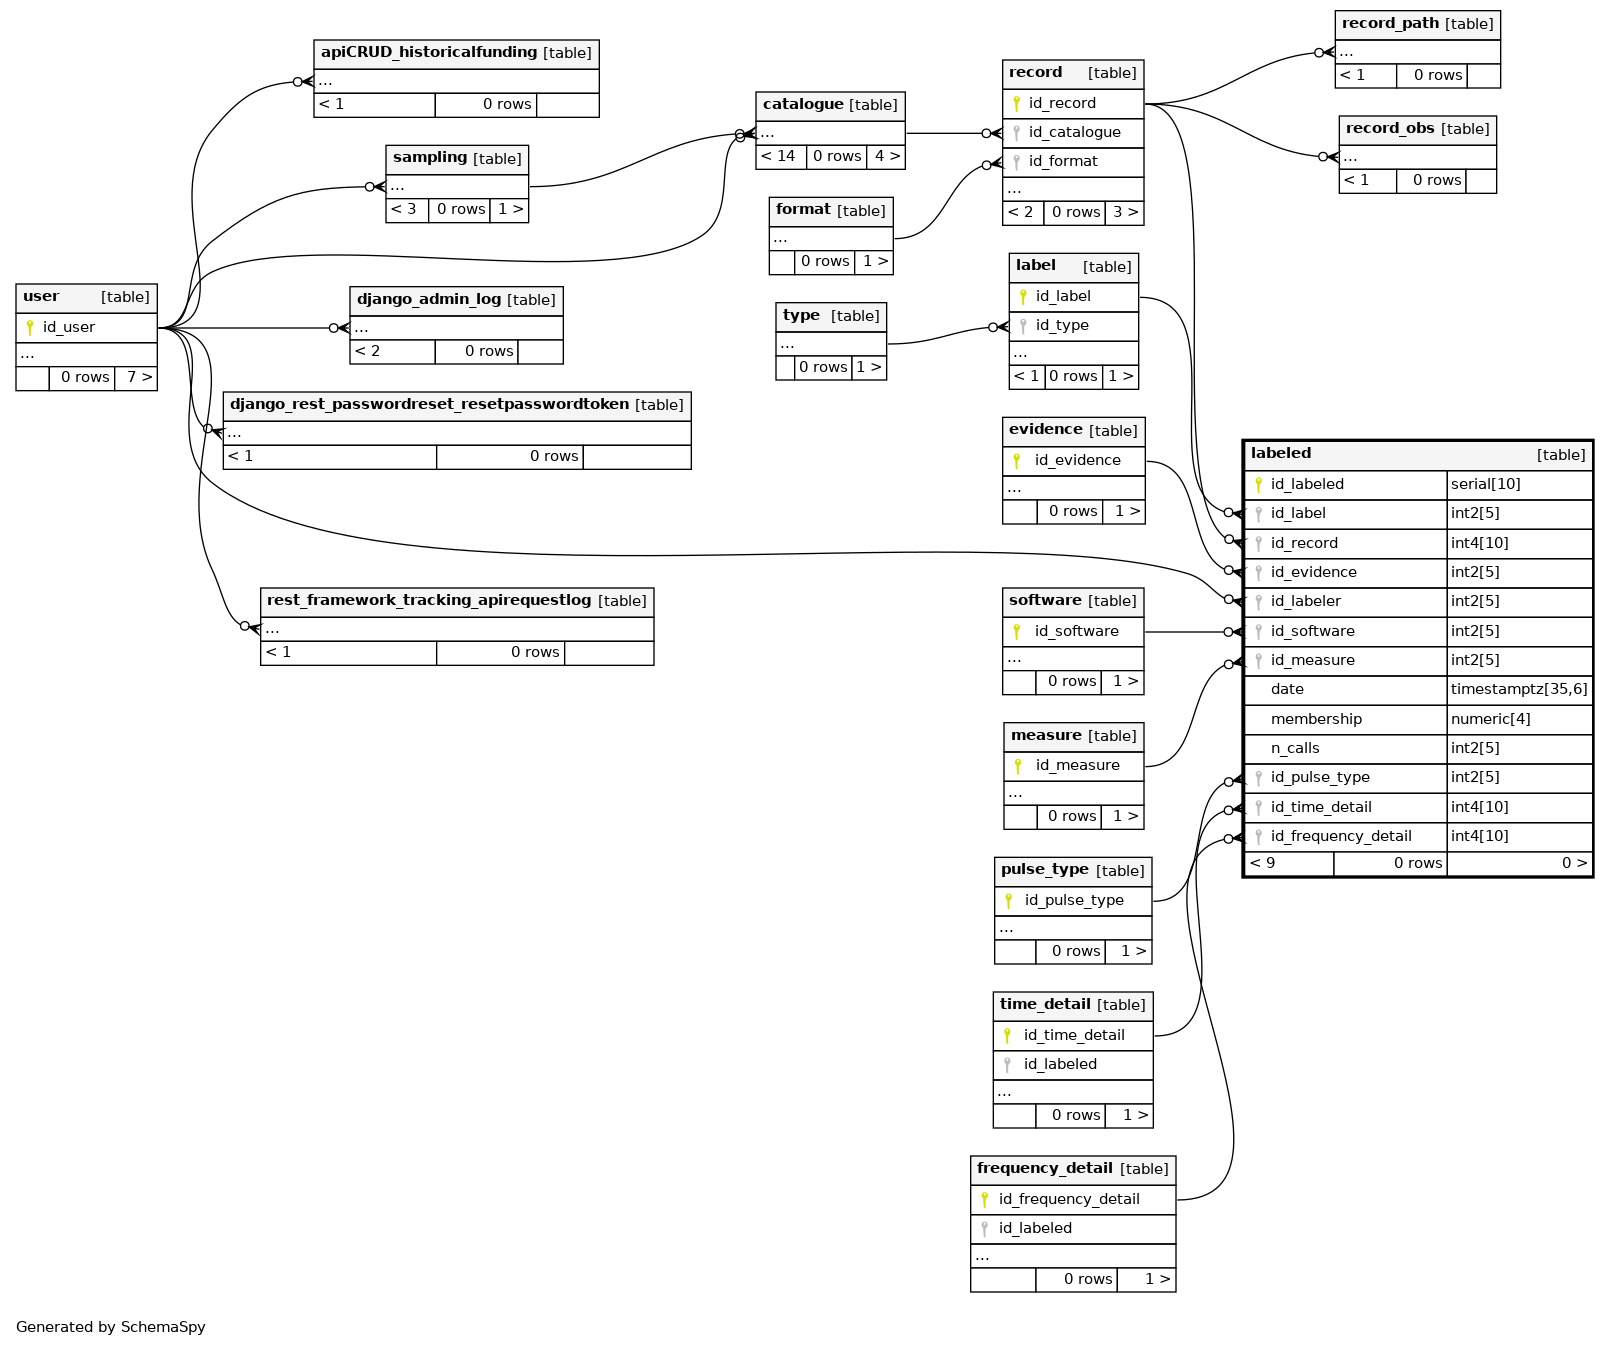 apiCRUD_historicalfunding [table]
...
< 1 0 rows
sampling [table]
...
< 3 0 rows 1 >
user [table]
id_user
...
0 rows 7 >
django_admin_log [table]
...
< 2 0 rows
django_rest_passwordreset_resetpasswordtoken [table]
...
< 1 0 rows
rest_framework_tracking_apirequestlog [table]
...
< 1 0 rows
catalogue [table]
...
< 14 0 rows 4 >
format [table]
...
0 rows 1 >
type [table]
...
0 rows 1 >
record [table]
id_record
id_catalogue
id_format
...
< 2 0 rows 3 >
label [table]
id_label
id_type
...
< 1 0 rows 1 >
evidence [table]
id_evidence
...
0 rows 1 >
software [table]
id_software
...
0 rows 1 >
measure [table]
id_measure
...
0 rows 1 >
pulse_type [table]
id_pulse_type
...
0 rows 1 >
time_detail [table]
id_time_detail
id_labeled
...
0 rows 1 >
frequency_detail [table]
id_frequency_detail
id_labeled
...
0 rows 1 >
record_path [table]
...
< 1 0 rows
record_obs [table]
...
< 1 0 rows
labeled [table]
id_labeled serial[10]
id_label int2[5]
id_record int4[10]
id_evidence int2[5]
id_labeler int2[5]
id_software int2[5]
id_measure int2[5]
date timestamptz[35,6]
membership numeric[4]
n_calls int2[5]
id_pulse_type int2[5]
id_time_detail int4[10]
id_frequency_detail int4[10]
< 9 0 rows 0 >
Generated by SchemaSpy